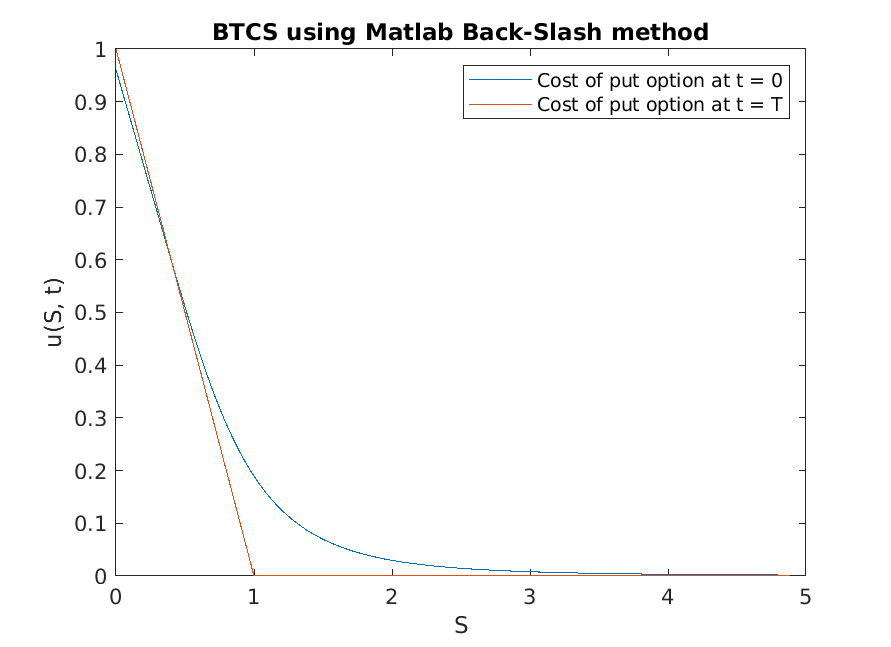 BTCS using Matlab Back-Slash method
Cost of put option at t = 0
Cost of put option at t = T
1
0.9
0.8
0.7
0.6
0.5
0.4
0.3
0.2
0.1
0
u(S, t)
0 1 2 3 4 5
S